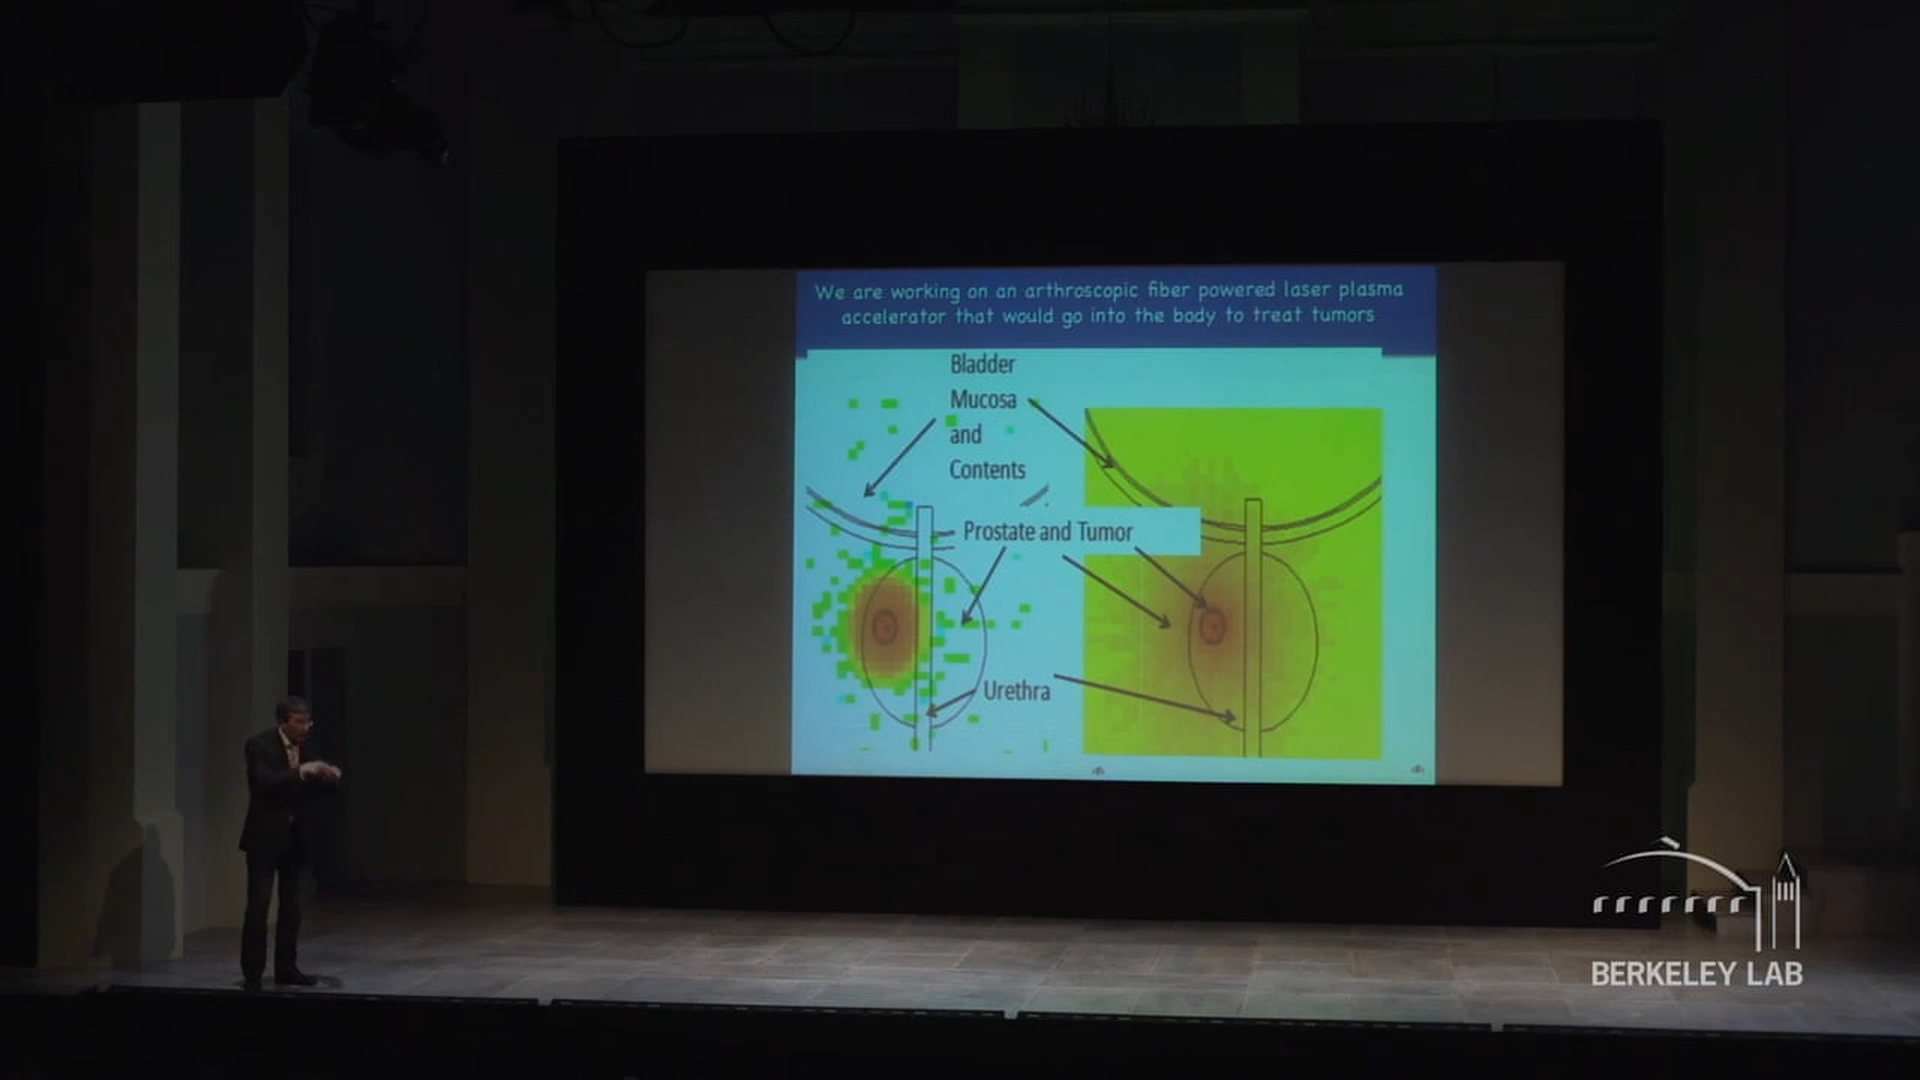 We are working on an arthroscopic fiber powered laser plasma
accelerator that would go into the body to treat tumors
Bladder
Mucosa
and
Contents
Prostate and Tumor
Urethra
BERKELEY LAB